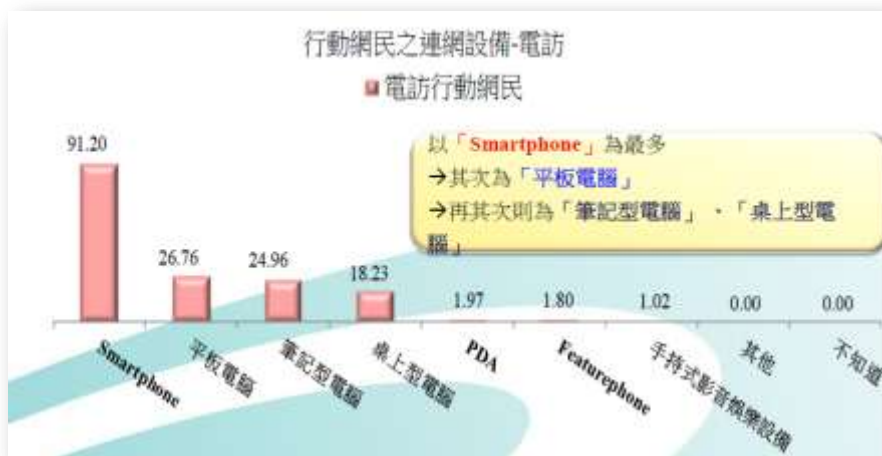 行動網民之連網設備-電訪
電訪行動網民
91.20
26.76
24.96
18.23
1.97
1.80
1.02
0.00
0.00
以「Smartphone」為最多
→其次為「平板電腦」
→再其次則為「筆記型電腦」、「桌上型電
腦」
Smartphone
平板電腦
筆記型電腦
桌上型電腦
PDA
Featurephone
手持式影音娛樂設備
其他
不知道